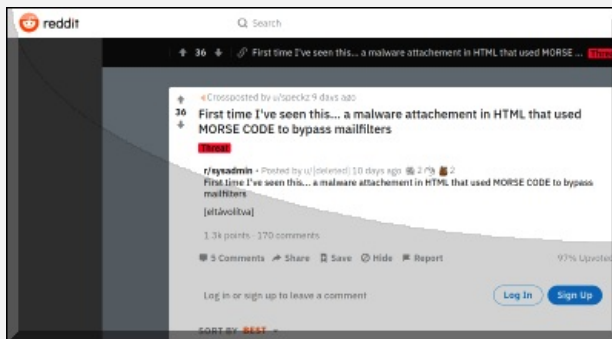 reddit
Search
36 First time I've seen this... a malware attachement in HTML that used MORSE ... Threat
Crossposted by u/speckz 9 days ago
36
First time I've seen this... a malware attachement in HTML that used
MORSE CODE to bypass mailfilters
Threat
r/sysadmin • Posted by u/[deleted] 10 days ago 2 2
First time I've seen this... a malware attachement in HTML that used MORSE CODE to bypass
mailfilters
[eltávolítva]
1.3k points · 170 comments
5 Comments Share Save Hide Report 97% Upvoted
Log in or sign up to leave a comment Log In Sign Up
SORT BY BEST